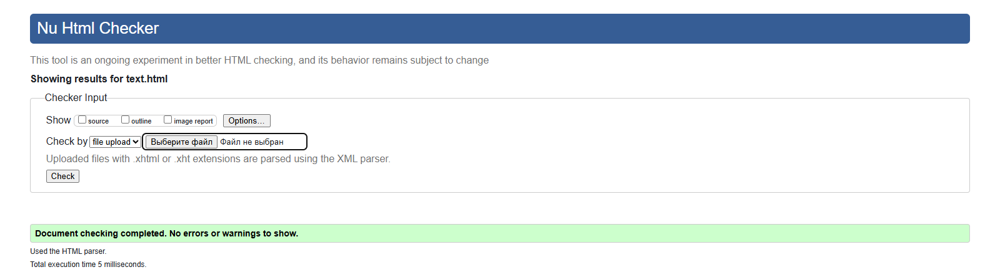 Nu Html Checker
This tool is an ongoing experiment in better HTML checking, and its behavior remains subject to change
Showing results for text.html
Checker Input
Show source outline image report Options...
Check by file upload Выберите файл Файл не выбран
Uploaded files with .xhtml or .xht extensions are parsed using the XML parser.
Check
Document checking completed. No errors or warnings to show.
Used the HTML parser.
Total execution time 5 milliseconds.